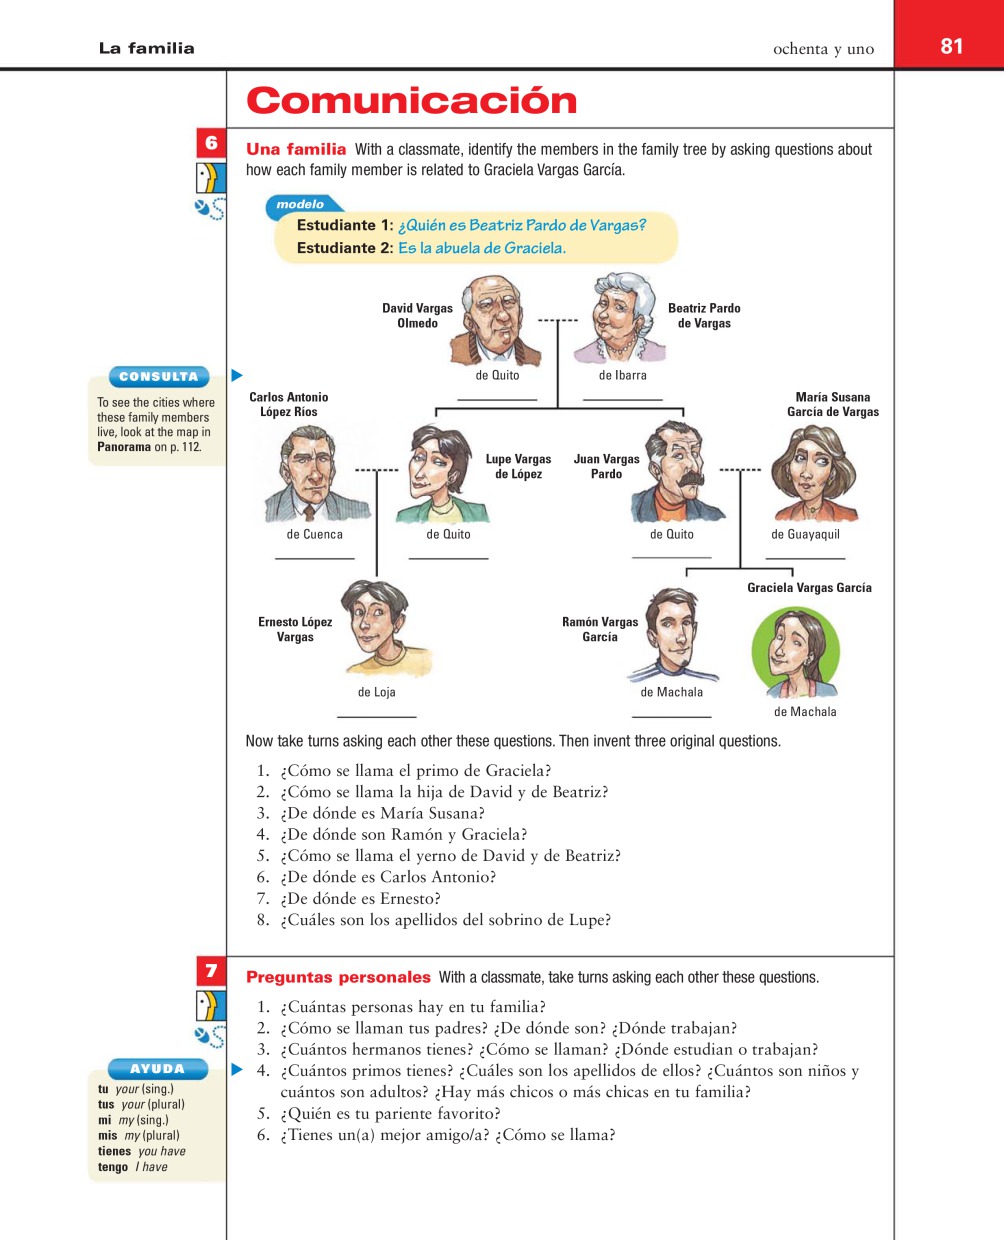 La familia
ochenta y uno
81
Comunicación
6
Una familia With a classmate, identify the members in the family tree by asking questions about
how each family member is related to Graciela Vargas García.
modelo
Estudiante 1: ¿Quién es Beatriz Pardo de Vargas?
Estudiante 2: Es la abuela de Graciela.
David Vargas
Olmedo
Beatriz Pardo
de Vargas
de Quito
de Ibarra
CONSULTA
To see the cities where
these family members
live, look at the map in
Panorama on p. 112.
Carlos Antonio
López Ríos
María Susana
García de Vargas
Lupe Vargas
de López
Juan Vargas
Pardo
de Cuenca
de Quito
de Quito
de Guayaquil
Graciela Vargas García
Ernesto López
Vargas
Ramón Vargas
García
de Loja
de Machala
de Machala
Now take turns asking each other these questions. Then invent three original questions.
1. ¿Cómo se llama el primo de Graciela?
2. ¿Cómo se llama la hija de David y de Beatriz?
3. ¿De dónde es María Susana?
4. ¿De dónde son Ramón y Graciela?
5. ¿Cómo se llama el yerno de David y de Beatriz?
6. ¿De dónde es Carlos Antonio?
7. ¿De dónde es Ernesto?
8. ¿Cuáles son los apellidos del sobrino de Lupe?
7
Preguntas personales With a classmate, take turns asking each other these questions.
1. ¿Cuántas personas hay en tu familia?
2. ¿Cómo se llaman tus padres? ¿De dónde son? ¿Dónde trabajan?
3. ¿Cuántos hermanos tienes? ¿Cómo se llaman? ¿Dónde estudian o trabajan?
4. ¿Cuántos primos tienes? ¿Cuáles son los apellidos de ellos? ¿Cuántos son niños y
cuántos son adultos? ¿Hay más chicos o más chicas en tu familia?
5. ¿Quién es tu pariente favorito?
6. ¿Tienes un(a) mejor amigo/a? ¿Cómo se llama?
AYUDA
tu your (sing.)
tus your (plural)
mi my (sing.)
mis my (plural)
tienes you have
tengo I have